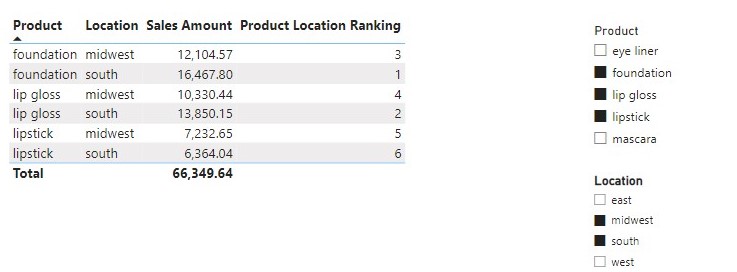 Product Location Sales Amount Product Location Ranking
foundation midwest 12,104.57 3
foundation south 16,467.80 1
lip gloss midwest 10,330.44 4
lip gloss south 13,850.15 2
lipstick midwest 7,232.65 5
lipstick south 6,364.04 6
Total 66,349.64
Product
eye liner
foundation
lip gloss
lipstick
mascara
Location
east
midwest
south
west